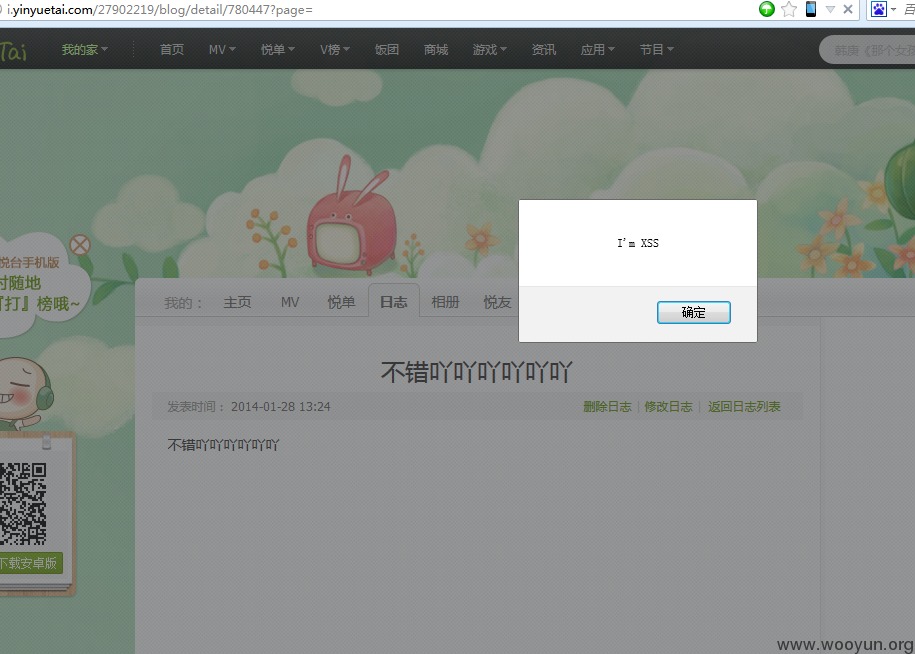 i.yinyuetai.com/27902219/blog/detail/780447?page=
百
Tai
我的家 首页 MV 悦单 V榜 饭团 商城 游戏 资讯 应用 节目
韩庚《那个女孩
I'm XSS
确定
悦台手机版
时随地
『打』榜哦~
我的： 主页 MV 悦单 日志 相册 悦友
不错吖吖吖吖吖吖
发表时间： 2014-01-28 13:24
删除日志 | 修改日志 | 返回日志列表
不错吖吖吖吖吖吖
下载安卓版
www.wooyun.org